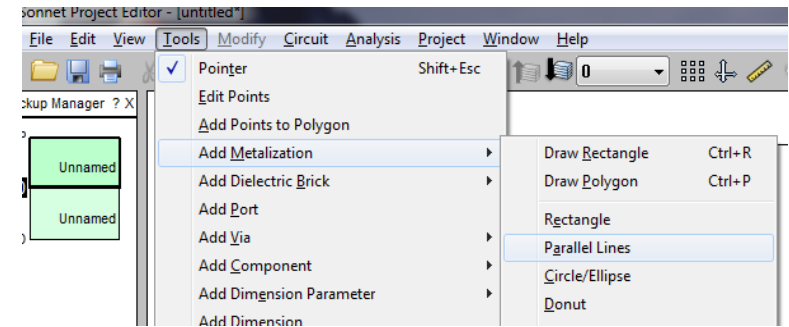 Sonnet Project Editor - [untitled*]
File Edit View Tools Modify Circuit Analysis Project Window Help
Pointer Shift+Esc
0
ckup Manager ? X
Edit Points
Add Points to Polygon
Unnamed
Add Metalization
Draw Rectangle Ctrl+R
Add Dielectric Brick
Draw Polygon Ctrl+P
Unnamed
Add Port
Rectangle
Add Via
Parallel Lines
Add Component
Circle/Ellipse
Add Dimension Parameter
Donut
Add Dimension